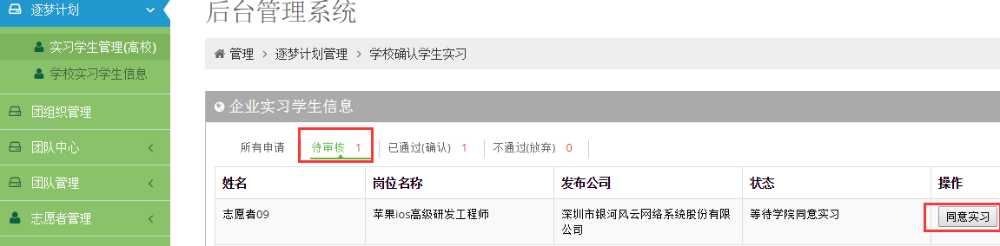 逐梦计划
实习学生管理(高校)
学校实习学生信息
团组织管理
团队中心
团队管理
志愿者管理
后台管理系统
管理 > 逐梦计划管理 > 学校确认学生实习
企业实习学生信息
所有申请 待审核 1 已通过(确认) 1 不通过(放弃) 0
姓名 岗位名称 发布公司 状态 操作
志愿者09 苹果ios高级研发工程师 深圳市银河风云网络系统股份有限 等待学院同意实习 同意实习
公司